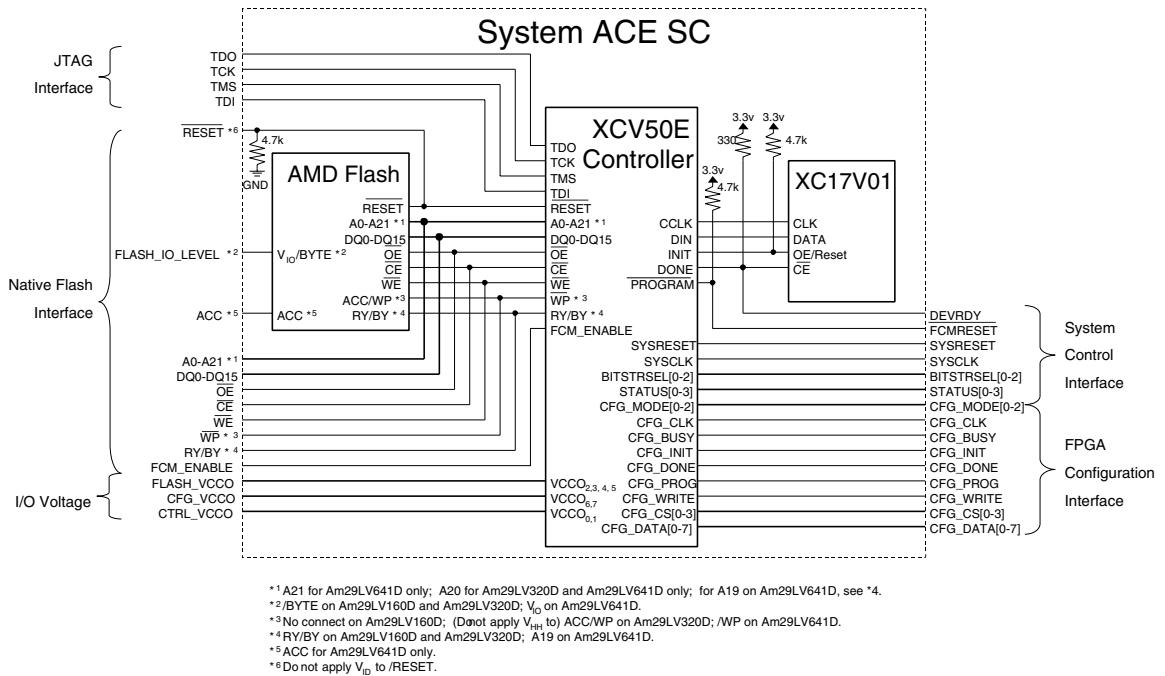 System ACE SC
JTAG
Interface
TDO
TCK
TMS
TDI
RESET *6
4.7k
GND
AMD Flash
RESET
A0-A21 *1
DQ0-DQ15
OE
CE
WE
ACC/WP *3
RY/BY * 4
VIO/BYTE *2
ACC *5
FLASH_IO_LEVEL *2
Native Flash
Interface
ACC *5
A0-A21 *1
DQ0-DQ15
OE
CE
WE
WP * 3
RY/BY * 4
FCM_ENABLE
I/O Voltage
FLASH_VCCO
CFG_VCCO
CTRL_VCCO
XCV50E
Controller
TDO
TCK
TMS
TDI
RESET
A0-A21 *1
DQ0-DQ15
OE
CE
WE
WP * 3
RY/BY * 4
FCM_ENABLE
VCCO2,3, 4, 5
VCCO6,7
VCCO0,1
CCLK
DIN
INIT
DONE
PROGRAM
SYSRESET
SYSCLK
BITSTRSEL[0-2]
STATUS[0-3]
CFG_MODE[0-2]
CFG_CLK
CFG_BUSY
CFG_INIT
CFG_DONE
CFG_PROG
CFG_WRITE
CFG_CS[0-3]
CFG_DATA[0-7]
3.3v
4.7k
3.3v
330
3.3v
4.7k
XC17V01
CLK
DATA
OE/Reset
CE
DEVRDY
FCMRESET
SYSRESET
SYSCLK
BITSTRSEL[0-2]
STATUS[0-3]
CFG_MODE[0-2]
CFG_CLK
CFG_BUSY
CFG_INIT
CFG_DONE
CFG_PROG
CFG_WRITE
CFG_CS[0-3]
CFG_DATA[0-7]
System
Control
Interface
FPGA
Configuration
Interface
*1 A21 for Am29LV641D only; A20 for Am29LV320D and Am29LV641D only; for A19 on Am29LV641D, see *4.
*2 /BYTE on Am29LV160D and Am29LV320D; VIO on Am29LV641D.
*3 No connect on Am29LV160D; (Do not apply VHH to) ACC/WP on Am29LV320D; /WP on Am29LV641D.
*4 RY/BY on Am29LV160D and Am29LV320D; A19 on Am29LV641D.
*5 ACC for Am29LV641D only.
*6 Do not apply VID to /RESET.